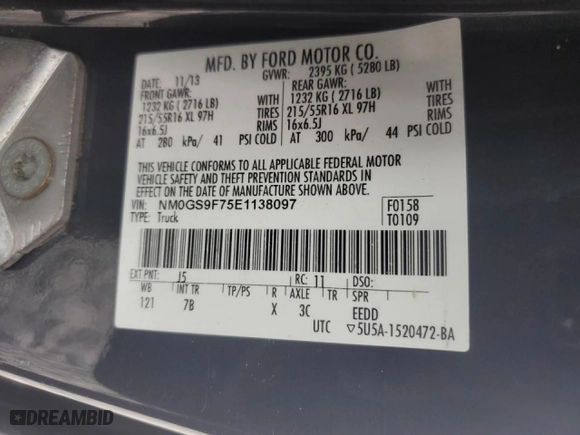 MFD. BY FORD MOTOR CO.
DATE: 11/13 GVWR: 2395 KG ( 5280 LB)
FRONT GAWR: REAR GAWR:
1232 KG ( 2716 LB) WITH 1232 KG ( 2716 LB) WITH
215/55R16 XL 97H TIRES 215/55R16 XL 97H TIRES
16x6.5J RIMS 16x6.5J RIMS
AT 280 kPa/ 41 PSI COLD AT 300 kPa/ 44 PSI COLD
THIS VEHICLE CONFORMS TO ALL APPLICABLE FEDERAL MOTOR
VEHICLE SAFETY AND THEFT PREVENTION STANDARDS IN
EFFECT ON THE DATE OF MANUFACTURE SHOWN ABOVE.
VIN: NM0GS9F75E1138097 F0158
TYPE: Truck T0109
EXT PNT: J5 RC: 11 DSO:
WB INT TR TP/PS R AXLE TR SPR
121 7B X 3C EEDD
UTC ▽5U5A-1520472-BA
DREAMBID